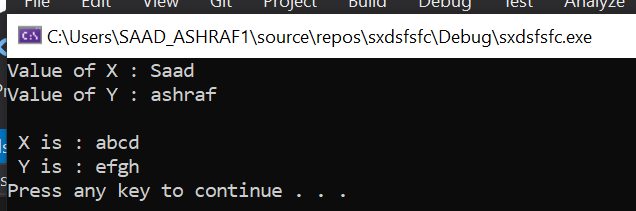 File Edit View Git Project Build Debug Test Analyze
C:\Users\SAAD_ASHRAF1\source\repos\sxdsfsfc\Debug\sxdsfsfc.exe
Value of X : Saad
Value of Y : ashraf
X is : abcd
Y is : efgh
Press any key to continue . . .